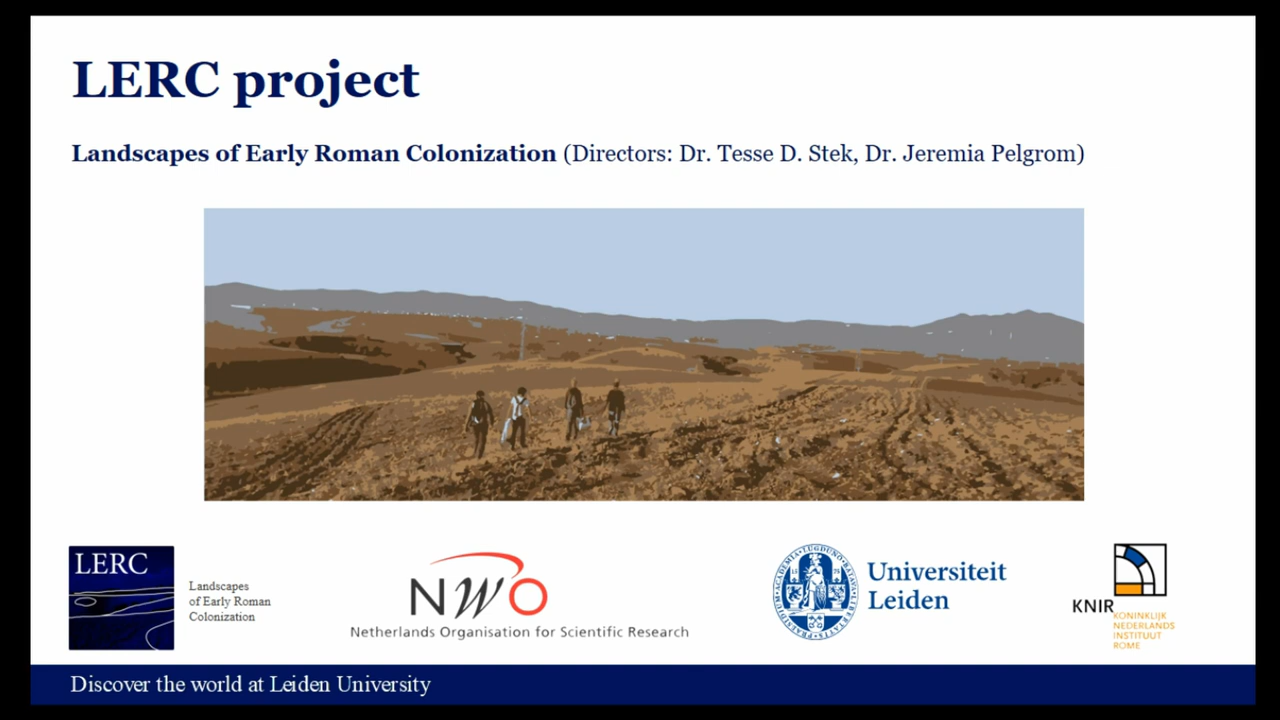 LERC project
Landscapes of Early Roman Colonization (Directors: Dr. Tesse D. Stek, Dr. Jeremia Pelgrom)
LERC
Landscapes
of Early Roman
Colonization
NWO
Netherlands Organisation for Scientific Research
Universiteit
Leiden
KNIR
KONINKLIJK
NEDERLANDS
INSTITUUT
ROME
Discover the world at Leiden University